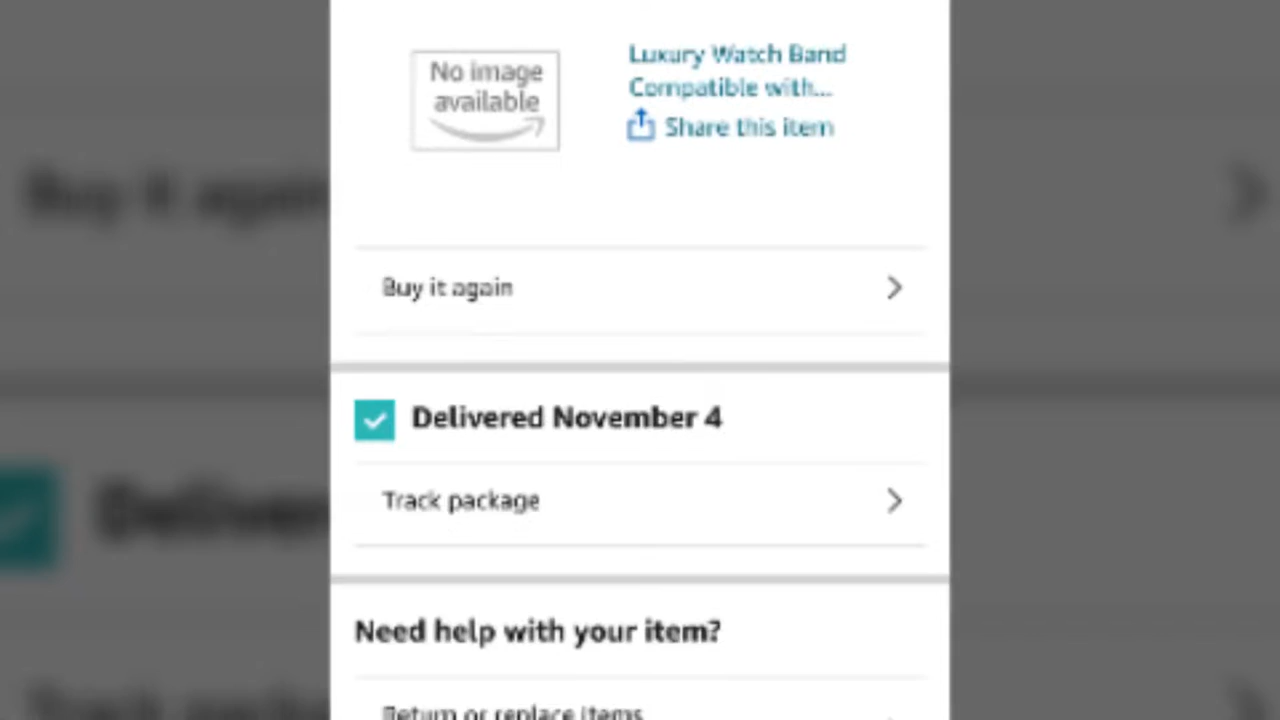 No image
available
Luxury Watch Band
Compatible with...
Share this item
Buy it again
Delivered November 4
Track package
Need help with your item?
Return or replace Items